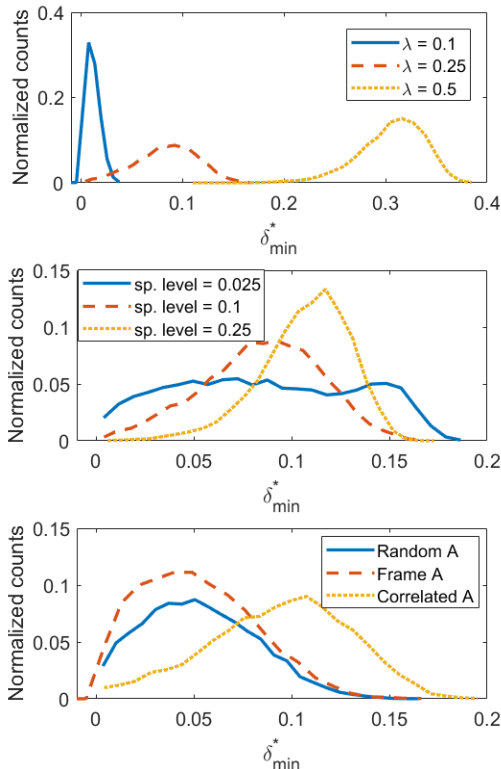 Normalized counts
0.4
0.2
0
λ = 0.1
λ = 0.25
λ = 0.5
0 0.1 0.2 0.3 0.4
δ*min
Normalized counts
0.15
0.1
0.05
0
sp. level = 0.025
sp. level = 0.1
sp. level = 0.25
0 0.05 0.1 0.15 0.2
δ*min
Normalized counts
0.15
0.1
0.05
0
Random A
Frame A
Correlated A
0 0.05 0.1 0.15 0.2
δ*min